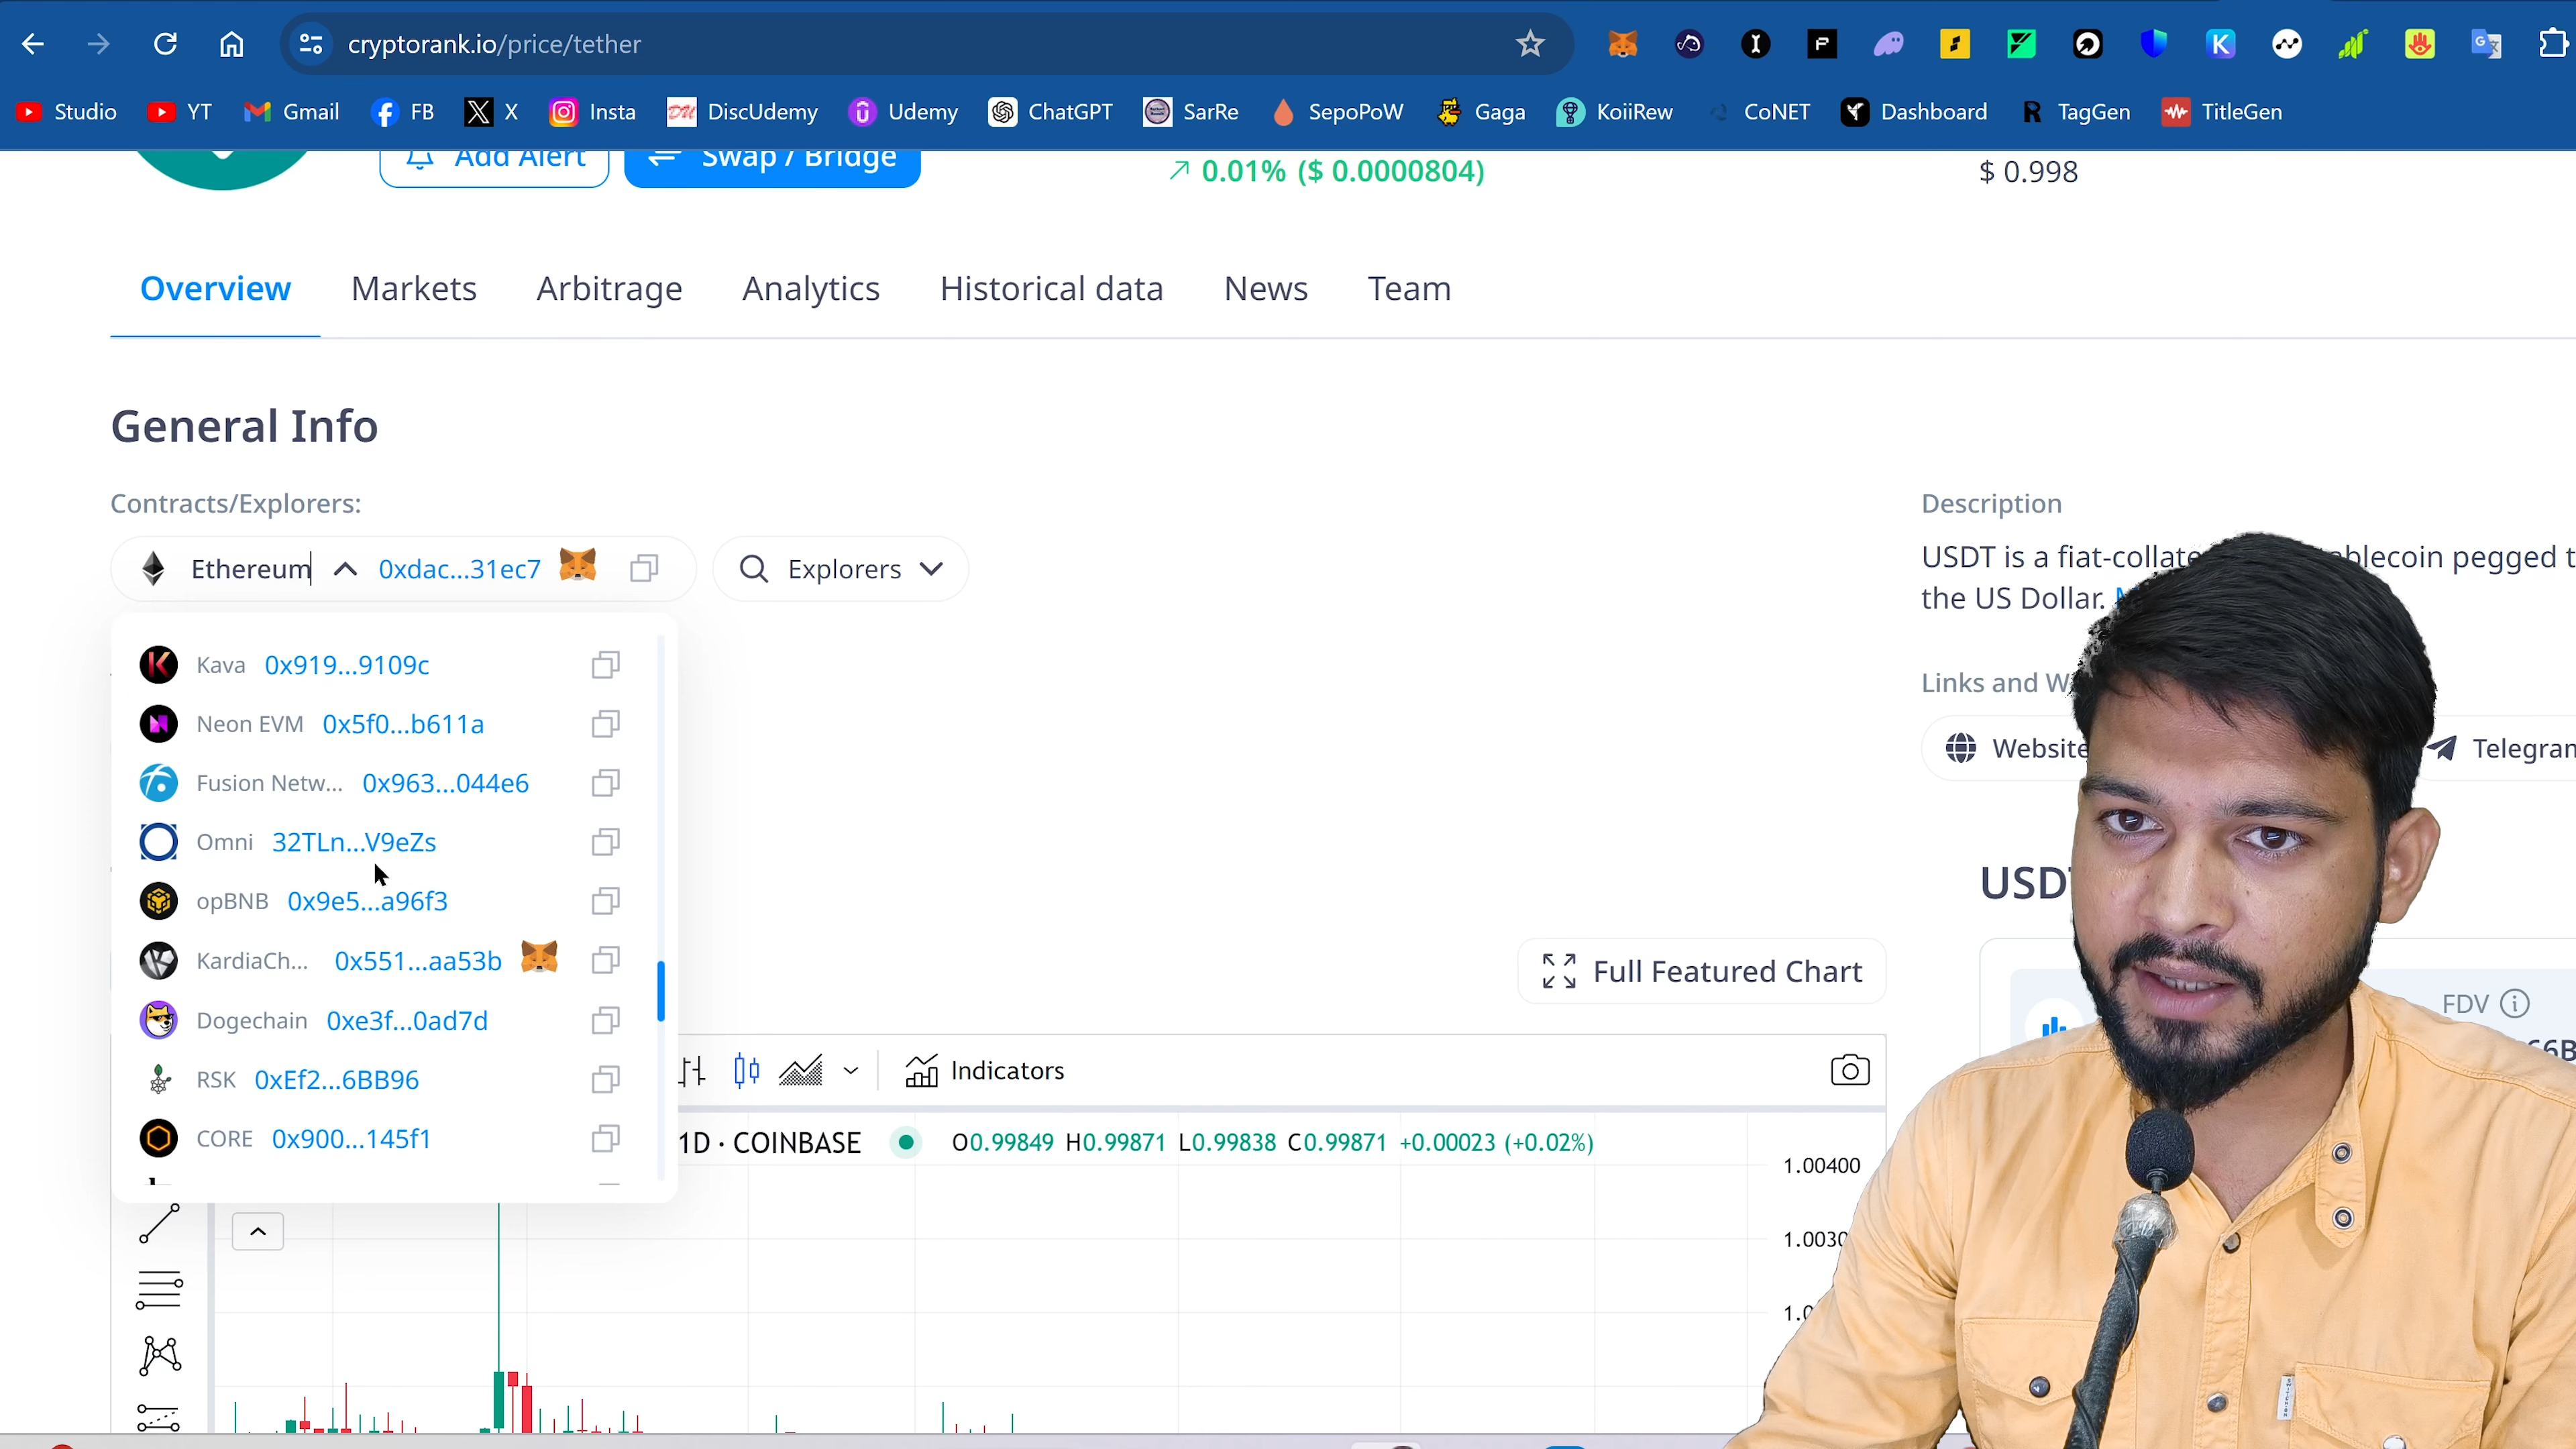 cryptorank.io/price/tether
Studio YT Gmail FB X Insta DiscUdemy Udemy ChatGPT SarRe SepoPoW Gaga KoiiRew CoNET Dashboard TagGen TitleGen
Add Alert Swap / Bridge 0.01% ($ 0.0000804) $ 0.998
Overview Markets Arbitrage Analytics Historical data News Team
General Info
Contracts/Explorers:
Ethereum 0xdac...31ec7 Explorers
Kava 0x919...9109c
Neon EVM 0x5f0...b611a
Fusion Netw... 0x963...044e6
Omni 32TLn...V9eZs
opBNB 0x9e5...a96f3
KardiaCh... 0x551...aa53b
Dogechain 0xe3f...0ad7d
RSK 0xEf2...6BB96
CORE 0x900...145f1
Description
USDT is a fiat-collate blecoin pegged t
the US Dollar.
Links and W
Website Telegram
USD
Full Featured Chart
FDV
Indicators
1D · COINBASE O0.99849 H0.99871 L0.99838 C0.99871 +0.00023 (+0.02%)
1.00400
1.0030